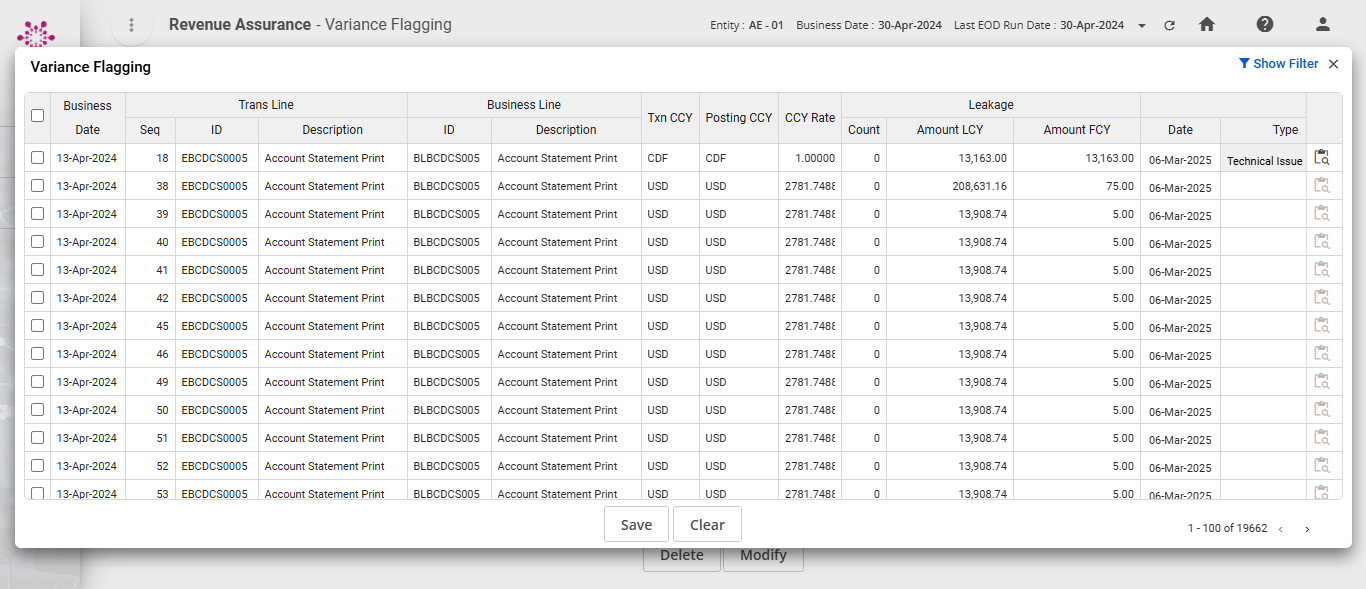 Revenue Assurance - Variance Flagging
Entity : AE - 01 Business Date : 30-Apr-2024 Last EOD Run Date : 30-Apr-2024
Variance Flagging
Show Filter
Business Date Trans Line Business Line Txn CCY Posting CCY CCY Rate Leakage
Seq ID Description ID Description Count Amount LCY Amount FCY Date Type
13-Apr-2024 18 EBCDCS0005 Account Statement Print BLBCDCS005 Account Statement Print CDF CDF 1.00000 0 13,163.00 13,163.00 06-Mar-2025 Technical Issue
13-Apr-2024 38 EBCDCS0005 Account Statement Print BLBCDCS005 Account Statement Print USD USD 2781.7488 0 208,631.16 75.00 06-Mar-2025
13-Apr-2024 39 EBCDCS0005 Account Statement Print BLBCDCS005 Account Statement Print USD USD 2781.7488 0 13,908.74 5.00 06-Mar-2025
13-Apr-2024 40 EBCDCS0005 Account Statement Print BLBCDCS005 Account Statement Print USD USD 2781.7488 0 13,908.74 5.00 06-Mar-2025
13-Apr-2024 41 EBCDCS0005 Account Statement Print BLBCDCS005 Account Statement Print USD USD 2781.7488 0 13,908.74 5.00 06-Mar-2025
13-Apr-2024 42 EBCDCS0005 Account Statement Print BLBCDCS005 Account Statement Print USD USD 2781.7488 0 13,908.74 5.00 06-Mar-2025
13-Apr-2024 45 EBCDCS0005 Account Statement Print BLBCDCS005 Account Statement Print USD USD 2781.7488 0 13,908.74 5.00 06-Mar-2025
13-Apr-2024 46 EBCDCS0005 Account Statement Print BLBCDCS005 Account Statement Print USD USD 2781.7488 0 13,908.74 5.00 06-Mar-2025
13-Apr-2024 49 EBCDCS0005 Account Statement Print BLBCDCS005 Account Statement Print USD USD 2781.7488 0 13,908.74 5.00 06-Mar-2025
13-Apr-2024 50 EBCDCS0005 Account Statement Print BLBCDCS005 Account Statement Print USD USD 2781.7488 0 13,908.74 5.00 06-Mar-2025
13-Apr-2024 51 EBCDCS0005 Account Statement Print BLBCDCS005 Account Statement Print USD USD 2781.7488 0 13,908.74 5.00 06-Mar-2025
13-Apr-2024 52 EBCDCS0005 Account Statement Print BLBCDCS005 Account Statement Print USD USD 2781.7488 0 13,908.74 5.00 06-Mar-2025
13-Apr-2024 53 EBCDCS0005 Account Statement Print BLBCDCS005 Account Statement Print USD USD 2781.7488 0 13,908.74 5.00 06-Mar-2025
Save Clear
1 - 100 of 19662
Delete Modify